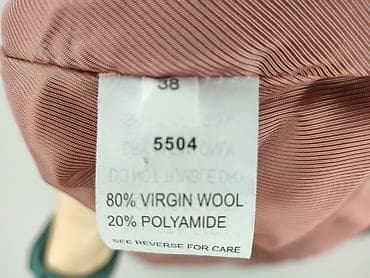 38
5504
80% VIRGIN WOOL
20% POLYAMIDE
SEE REVERSE FOR CARE